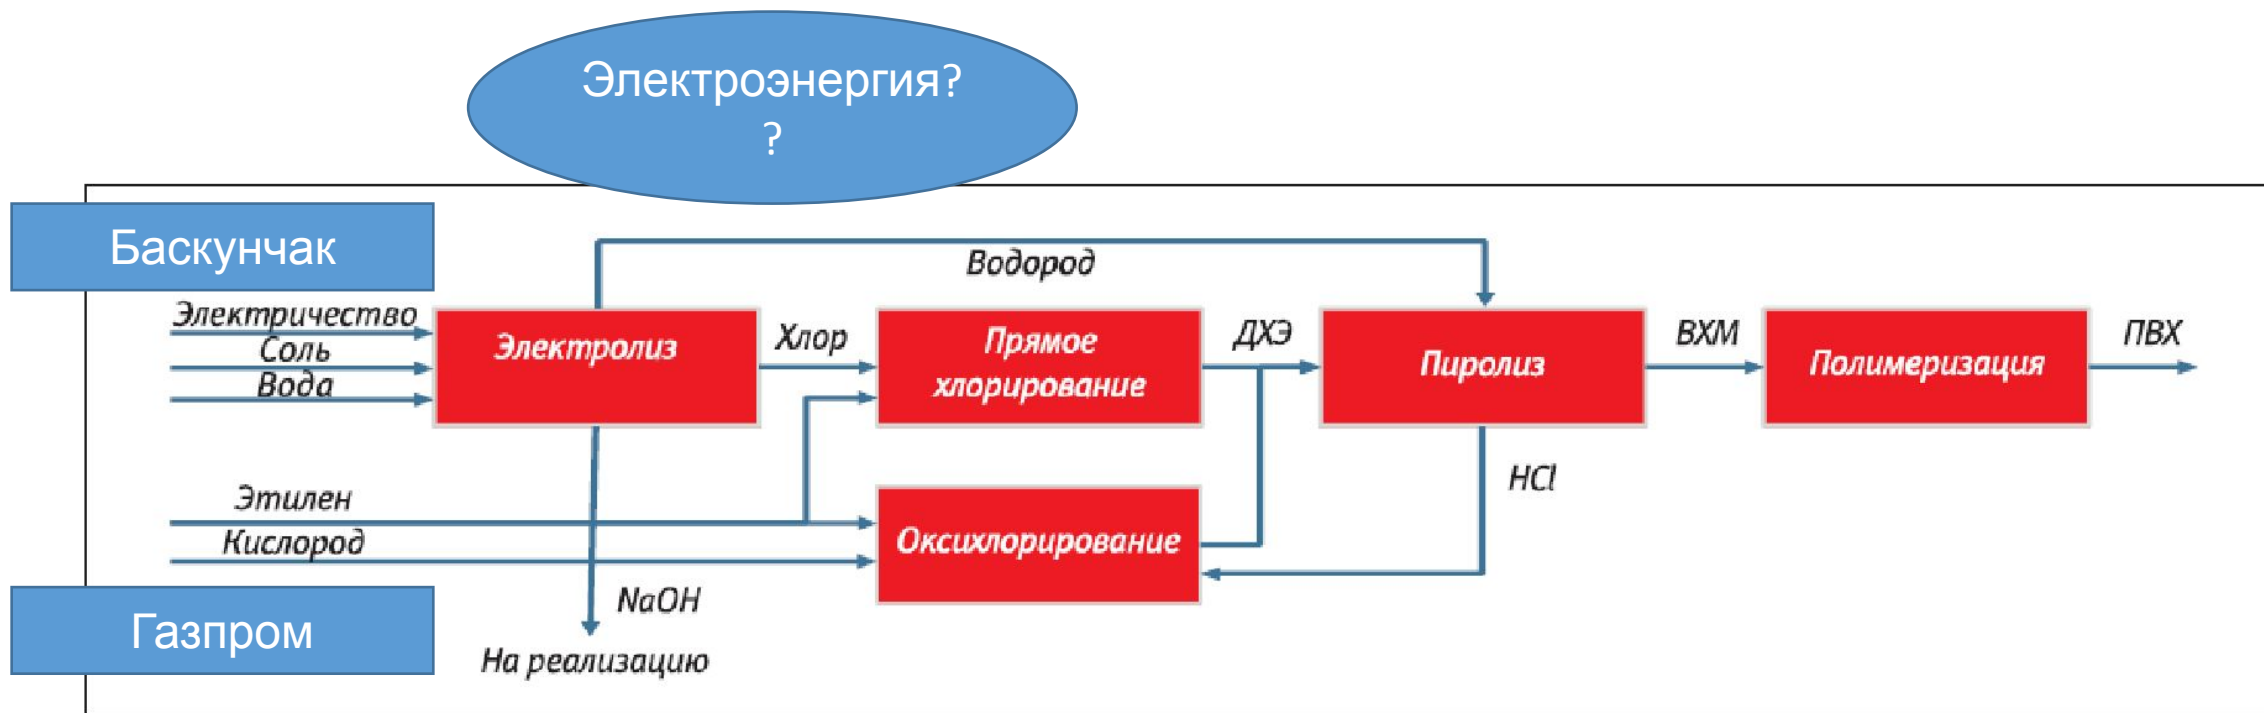 Электроэнергия?
?
Баскунчак
Водород
Электричество
Соль
Вода
Электролиз
Хлор
Прямое
хлорирование
ДХЭ
Пиролиз
ВХМ
Полимеризация
ПВХ
Этилен
Кислород
Оксихлорирование
HCl
NaOH
Газпром
На реализацию